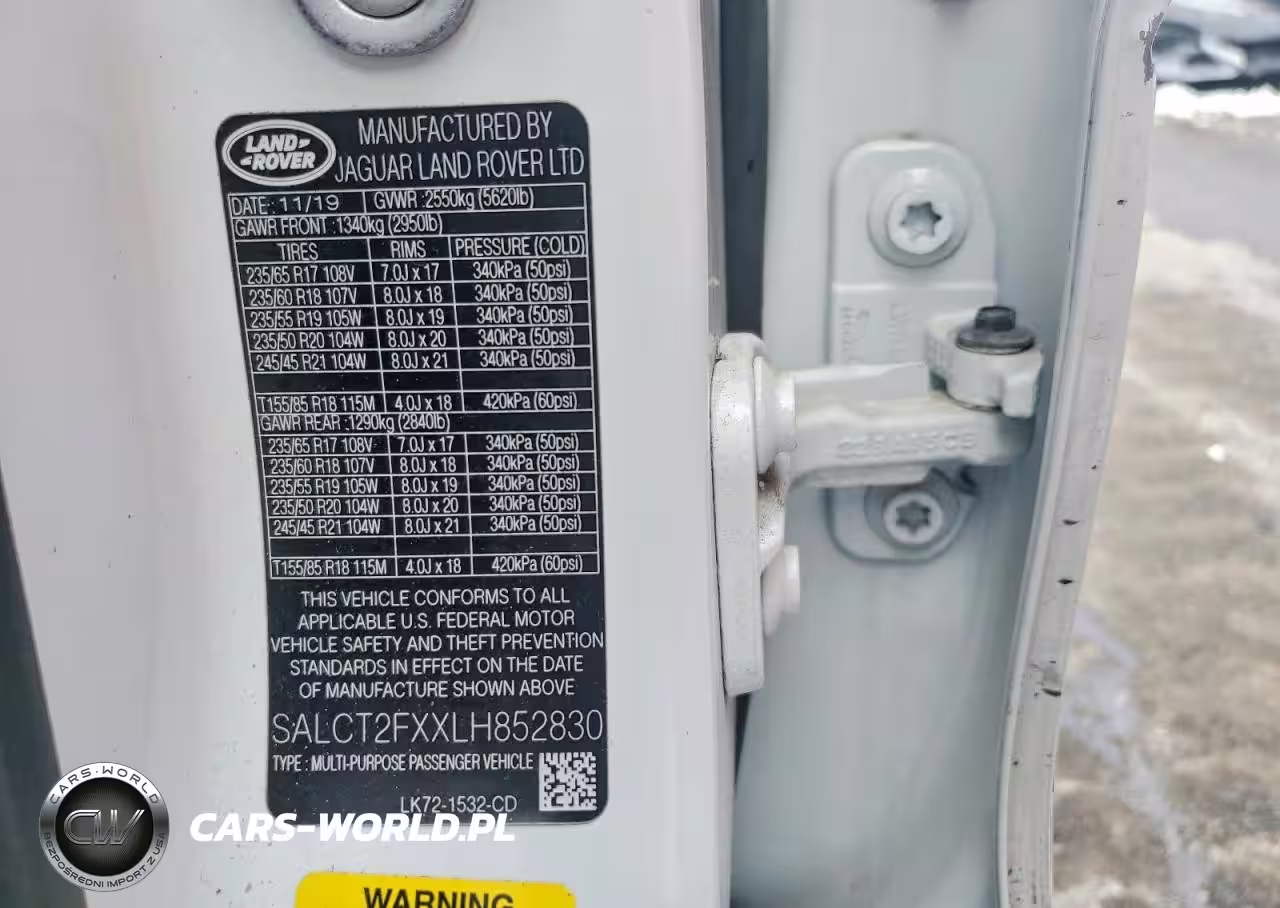 LAND-
-ROVER
MANUFACTURED BY
JAGUAR LAND ROVER LTD
DATE: 11/19 GVWR :2550kg (5620lb)
GAWR FRONT :1340kg (2950lb)
TIRES RIMS PRESSURE (COLD)
235/65 R17 108V 7.0J x 17 340kPa (50psi)
235/60 R18 107V 8.0J x 18 340kPa (50psi)
235/55 R19 105W 8.0J x 19 340kPa (50psi)
235/50 R20 104W 8.0J x 20 340kPa (50psi)
245/45 R21 104W 8.0J x 21 340kPa (50psi)
T155/85 R18 115M 4.0J x 18 420kPa (60psi)
GAWR REAR :1290kg (2840lb)
235/65 R17 108V 7.0J x 17 340kPa (50psi)
235/60 R18 107V 8.0J x 18 340kPa (50psi)
235/55 R19 105W 8.0J x 19 340kPa (50psi)
235/50 R20 104W 8.0J x 20 340kPa (50psi)
245/45 R21 104W 8.0J x 21 340kPa (50psi)
T155/85 R18 115M 4.0J x 18 420kPa (60psi)
THIS VEHICLE CONFORMS TO ALL
APPLICABLE U.S. FEDERAL MOTOR
VEHICLE SAFETY AND THEFT PREVENTION
STANDARDS IN EFFECT ON THE DATE
OF MANUFACTURE SHOWN ABOVE
SALCT2FXXLH852830
TYPE : MULTI-PURPOSE PASSENGER VEHICLE
LK72-1532-CD
CARS-WORLD
CW
BEZPOŚREDNI IMPORT Z USA
CARS-WORLD.PL
WARNING